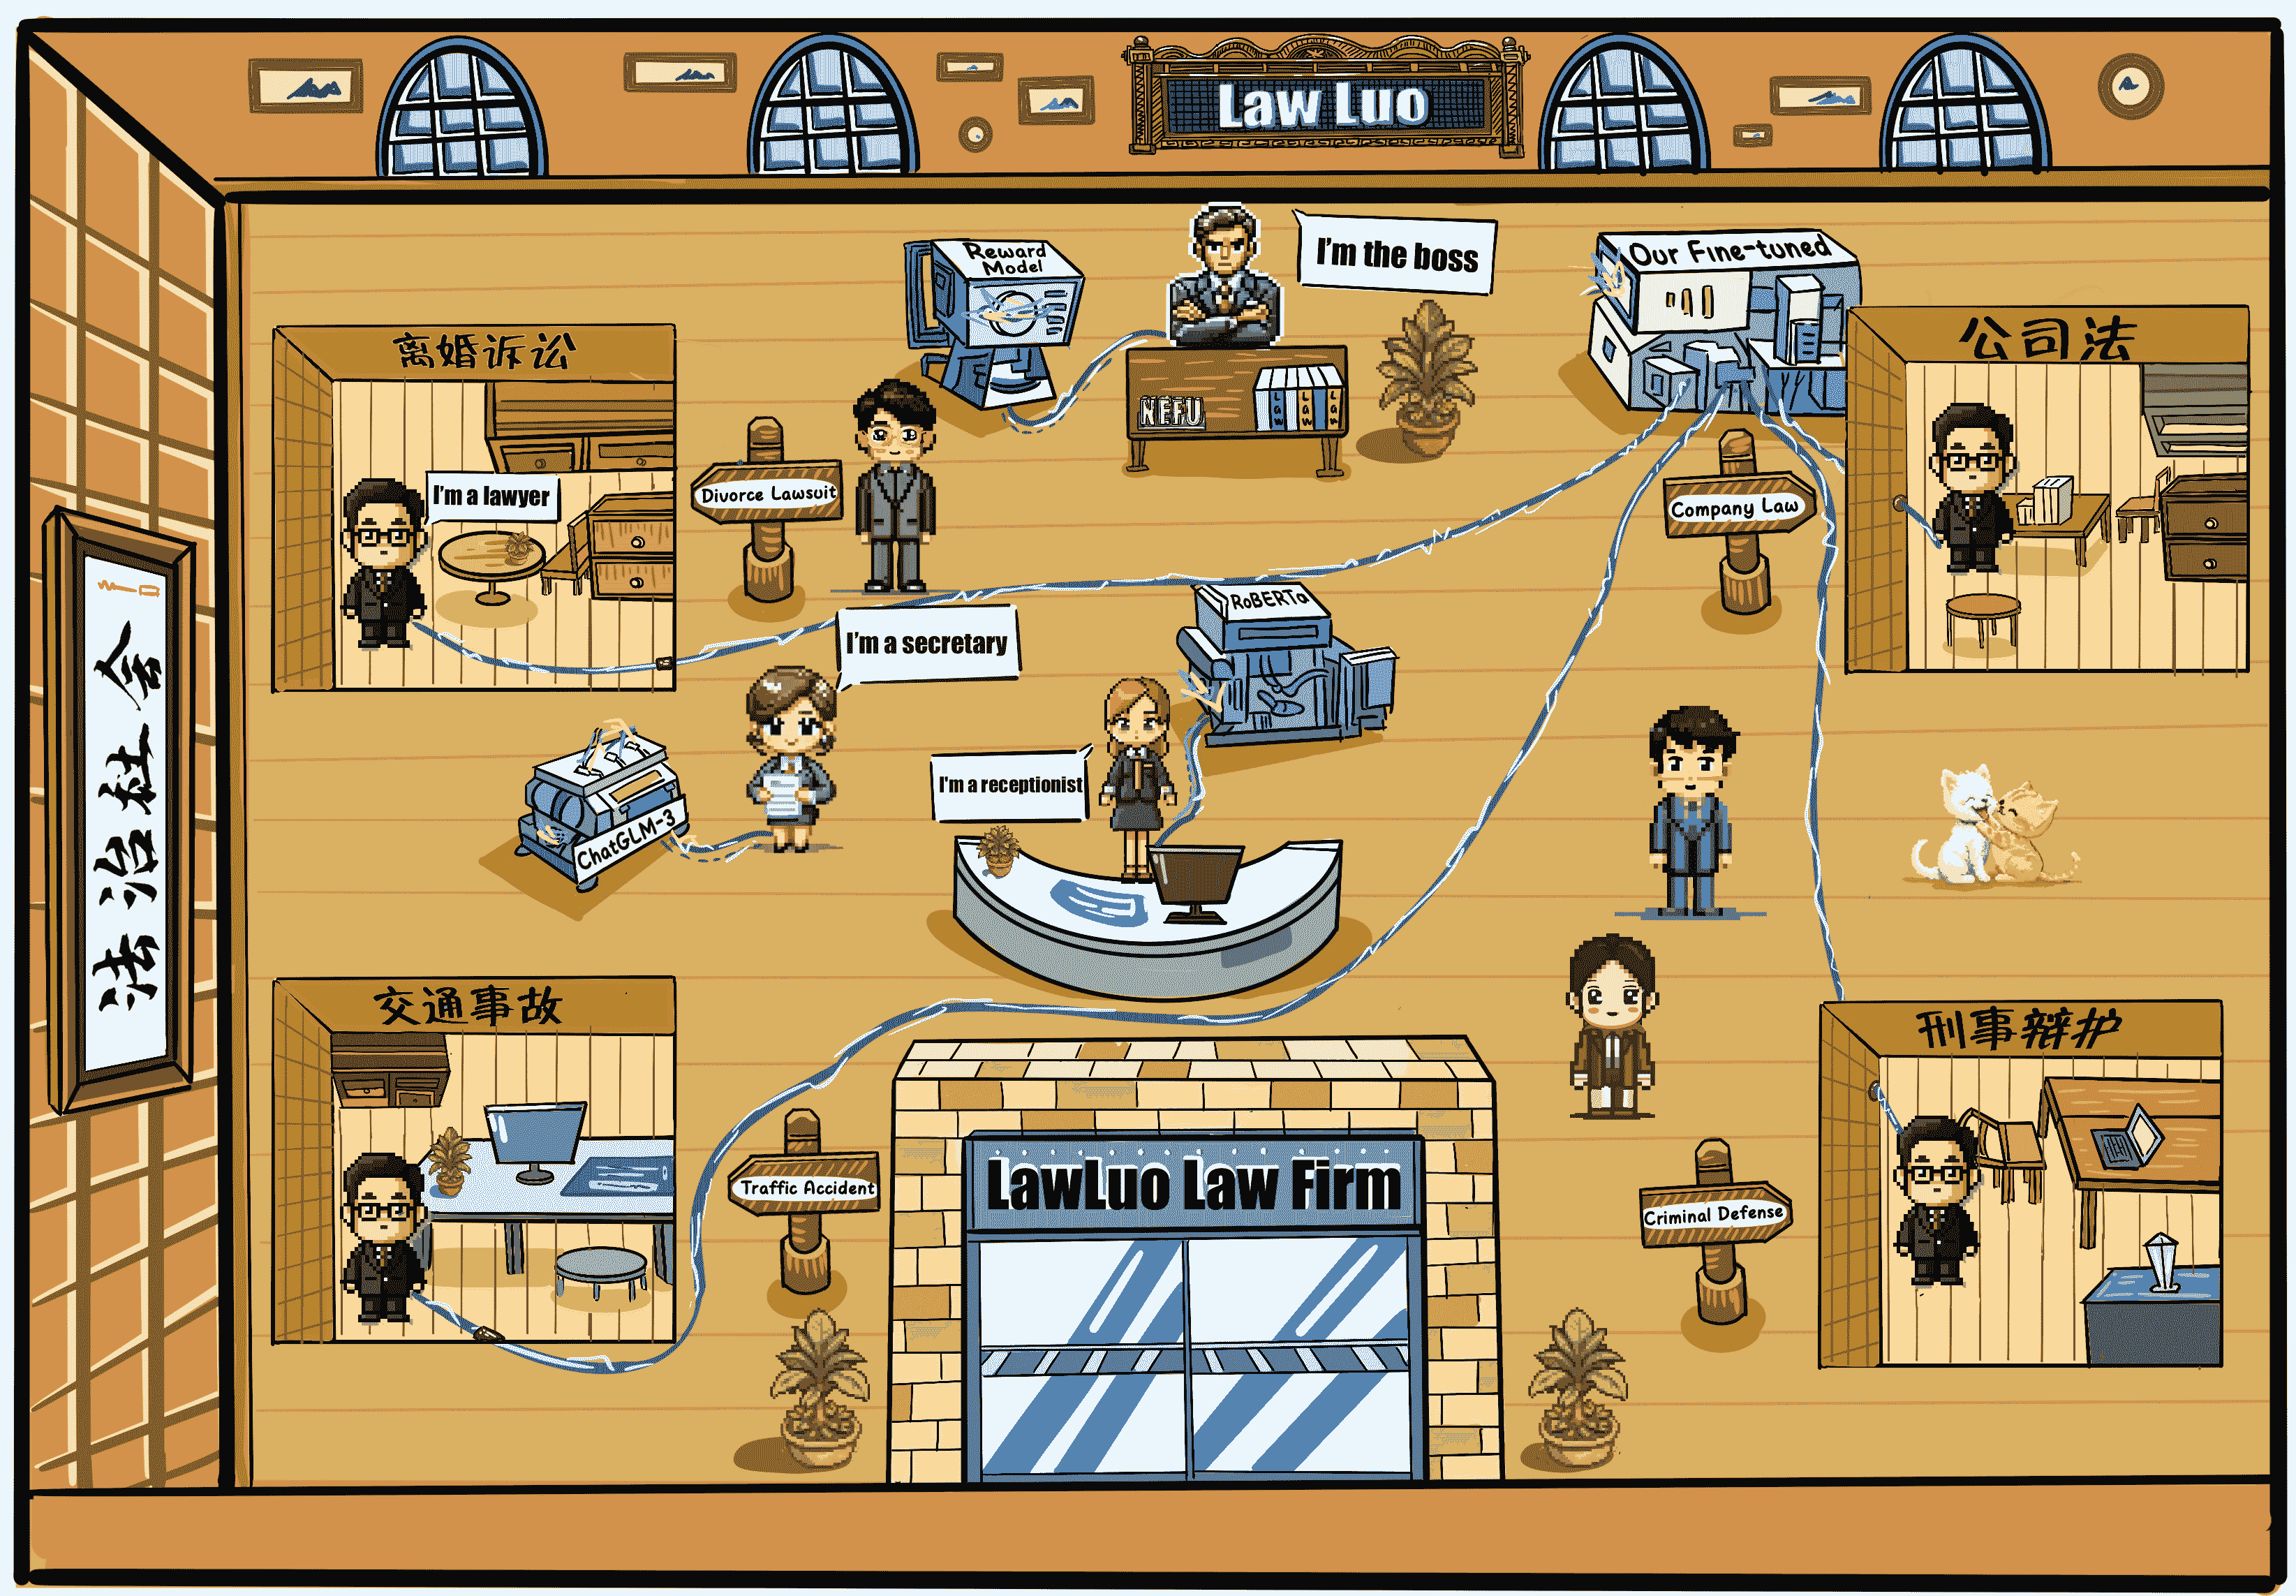 Law Luo
Reward
Model
I'm the boss
Our Fine-tuned
离婚诉讼
公司法
NEFU
Law
Law
Law
I'm a lawyer
Divorce Lawsuit
Company Law
RoBERTa
I'm a secretary
I'm a receptionist
ChatGLM-3
法治社会
交通事故
刑事辩护
LawLuo Law Firm
Traffic Accident
Criminal Defense